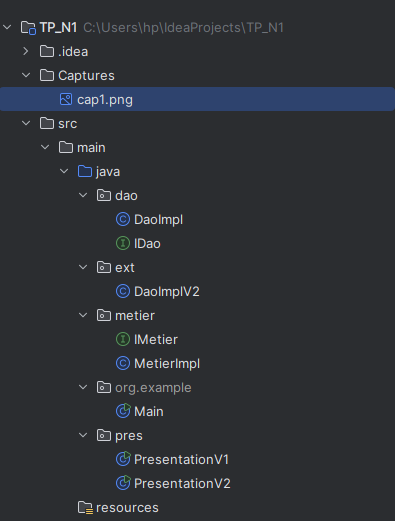 TP_N1 C:\Users\hp\IdeaProjects\TP_N1
.idea
Captures
cap1.png
src
main
java
dao
DaoImpl
IDao
ext
DaoImplV2
metier
IMetier
MetierImpl
org.example
Main
pres
PresentationV1
PresentationV2
resources